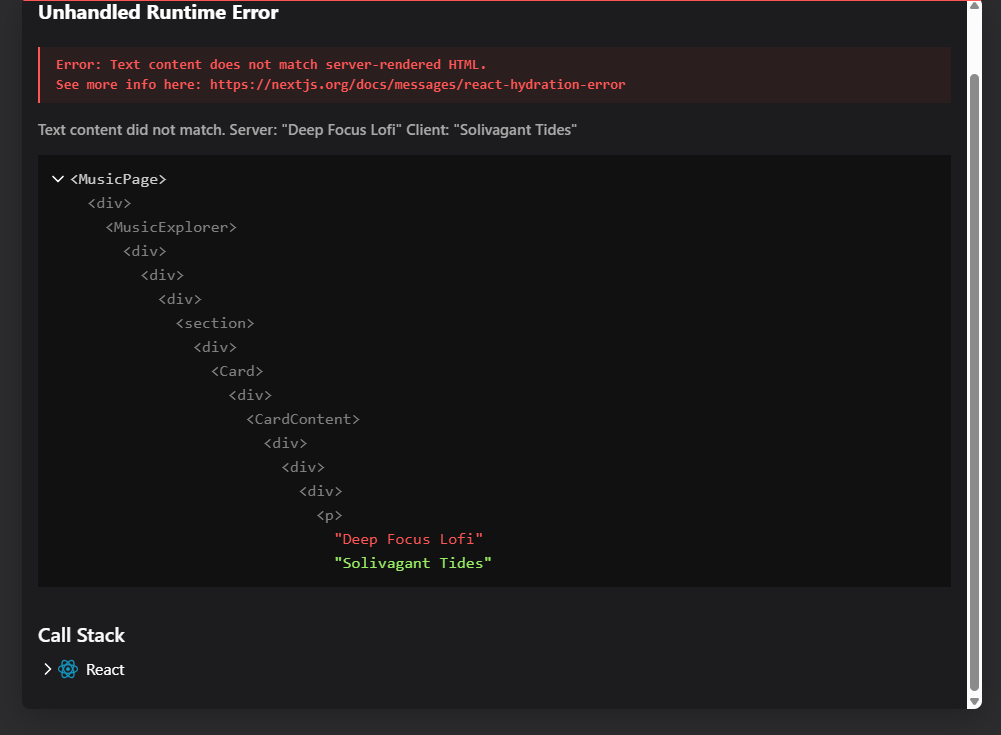 Unhandled Runtime Error
Error: Text content does not match server-rendered HTML.
See more info here: https://nextjs.org/docs/messages/react-hydration-error
Text content did not match. Server: "Deep Focus Lofi" Client: "Solivagant Tides"
<MusicPage>
<div>
<MusicExplorer>
<div>
<div>
<div>
<section>
<div>
<Card>
<div>
<CardContent>
<div>
<div>
<div>
<p>
"Deep Focus Lofi"
"Solivagant Tides"
Call Stack
React